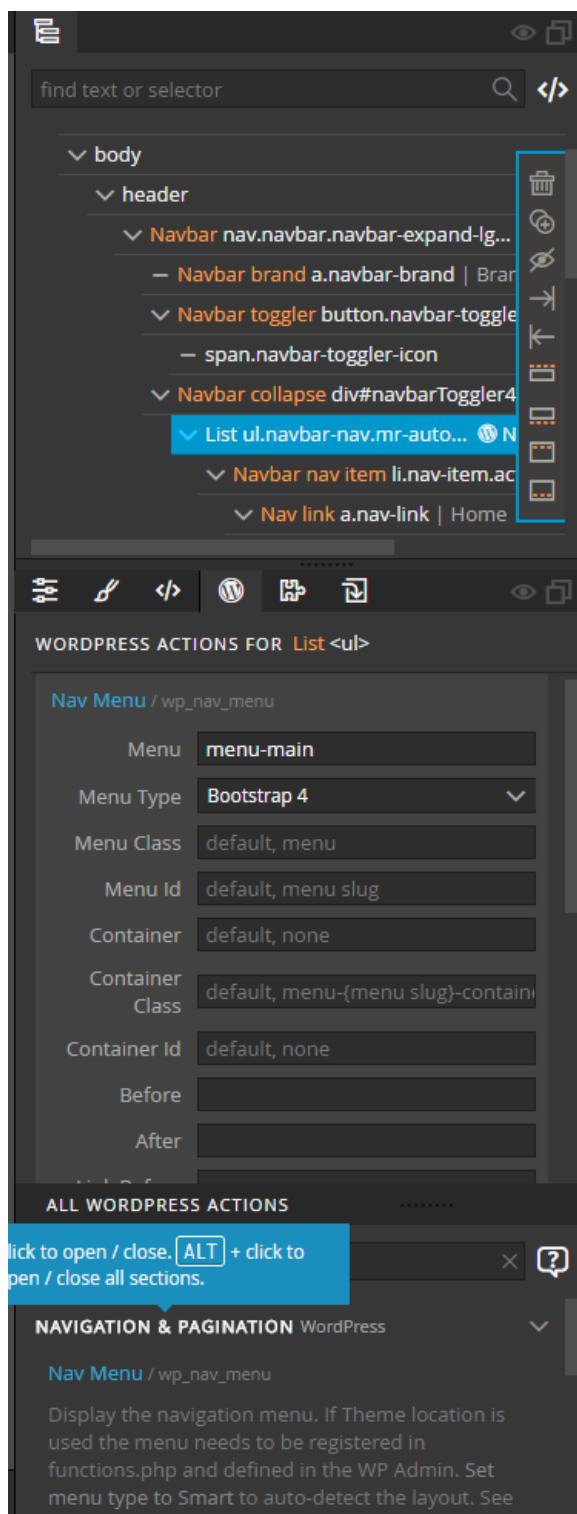 find text or selector
</>
body
header
Navbar nav.navbar.navbar-expand-lg...
Navbar brand a.navbar-brand | Bran
Navbar toggler button.navbar-toggle
span.navbar-toggler-icon
Navbar collapse div#navbarToggler4
List ul.navbar-nav.mr-auto... N
Navbar nav item li.nav-item.ac
Nav link a.nav-link | Home
</>
WORDPRESS ACTIONS FOR List <ul>
Nav Menu / wp_nav_menu
Menu menu-main
Menu Type Bootstrap 4
Menu Class default, menu
Menu Id default, menu slug
Container default, none
Container
Class default, menu-{menu slug}-contain
Container Id default, none
Before
After
ALL WORDPRESS ACTIONS
lick to open / close. ALT + click to
pen / close all sections.
NAVIGATION & PAGINATION WordPress
Nav Menu / wp_nav_menu
Display the navigation menu. If Theme location is
used the menu needs to be registered in
functions.php and defined in the WP Admin. Set
menu type to Smart to auto-detect the layout. See